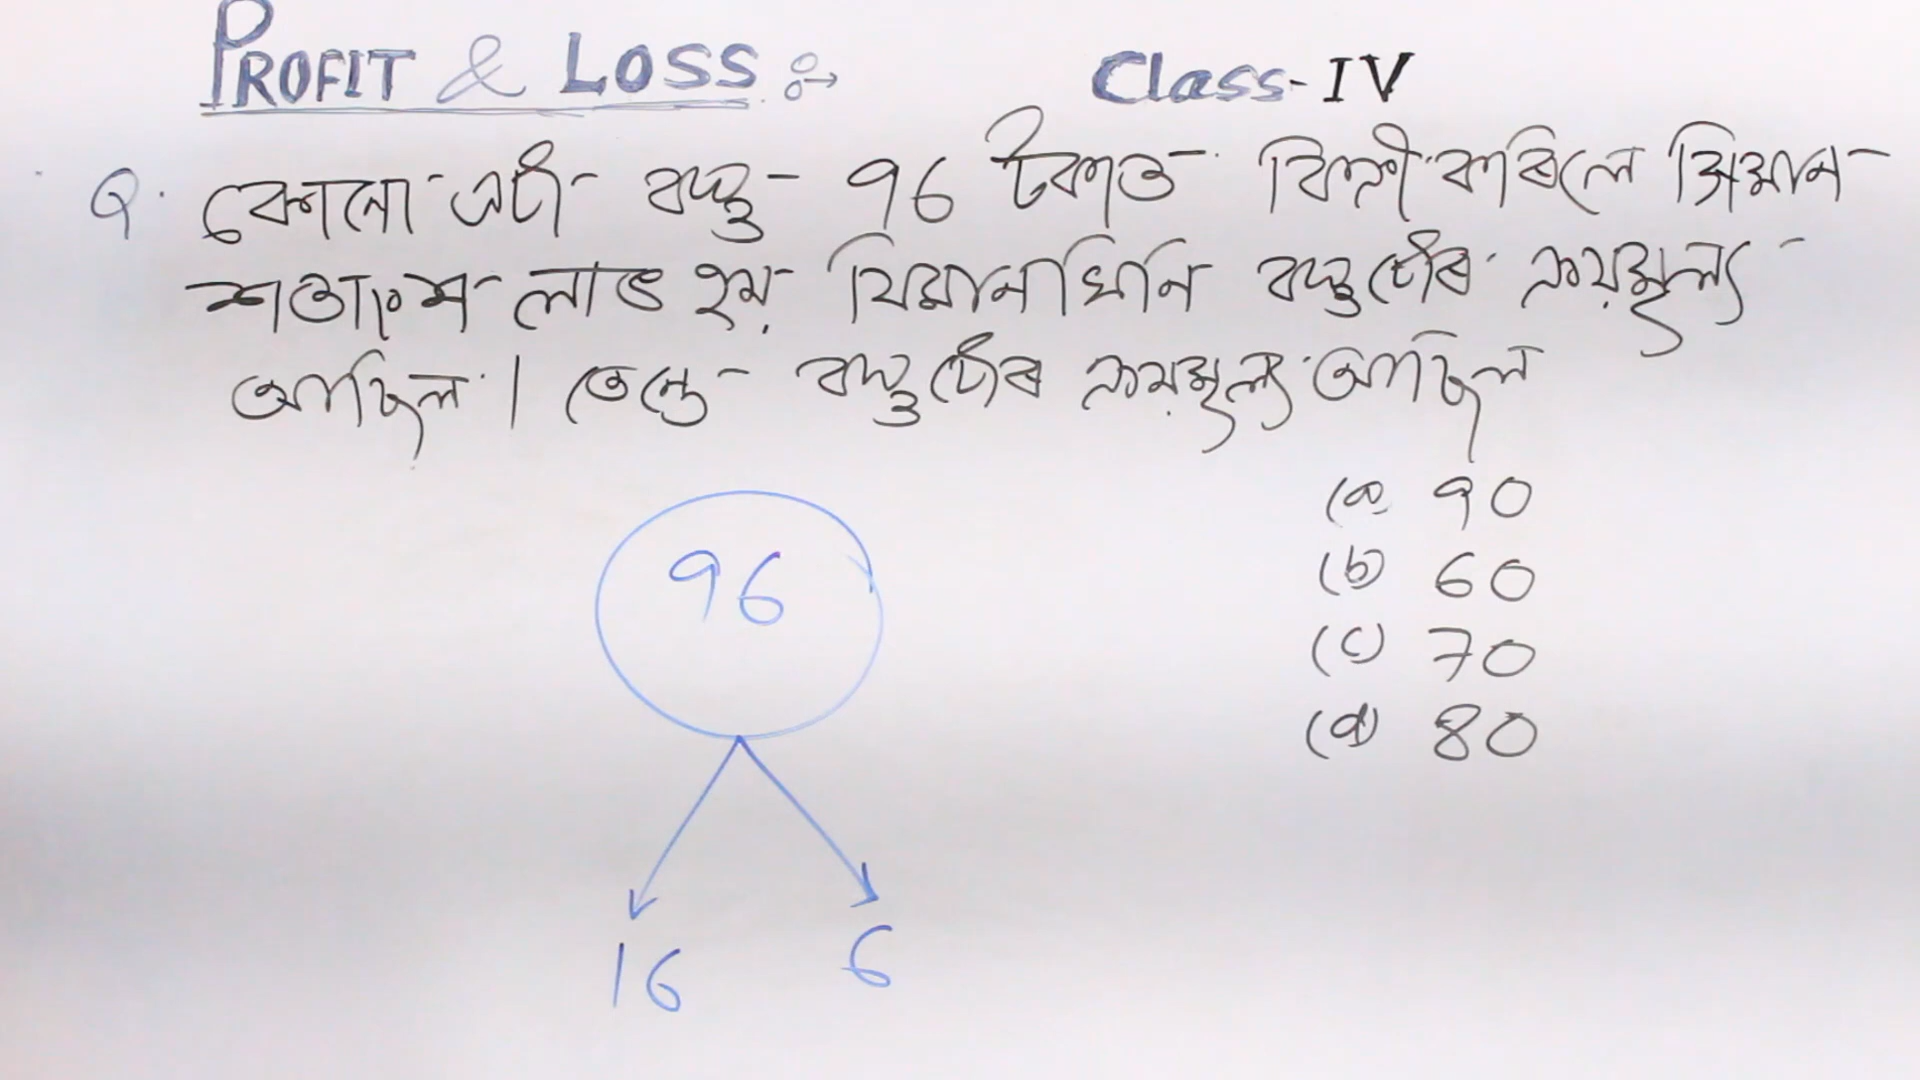 PROFIT & LOSS :→ Class-IV
Q. কোনো এটা বস্তু 96 টকাত বিক্ৰী কৰিলে সিমান
শতাংশ লাভ হয় যিমানখিনি বস্তুটোৰ ক্ৰয়মূল্য
আছিল। তেন্তে বস্তুটোৰ ক্ৰয়মূল্য আছিল
(a) 90
(b) 60
(c) 70
(d) 80
96
16 6